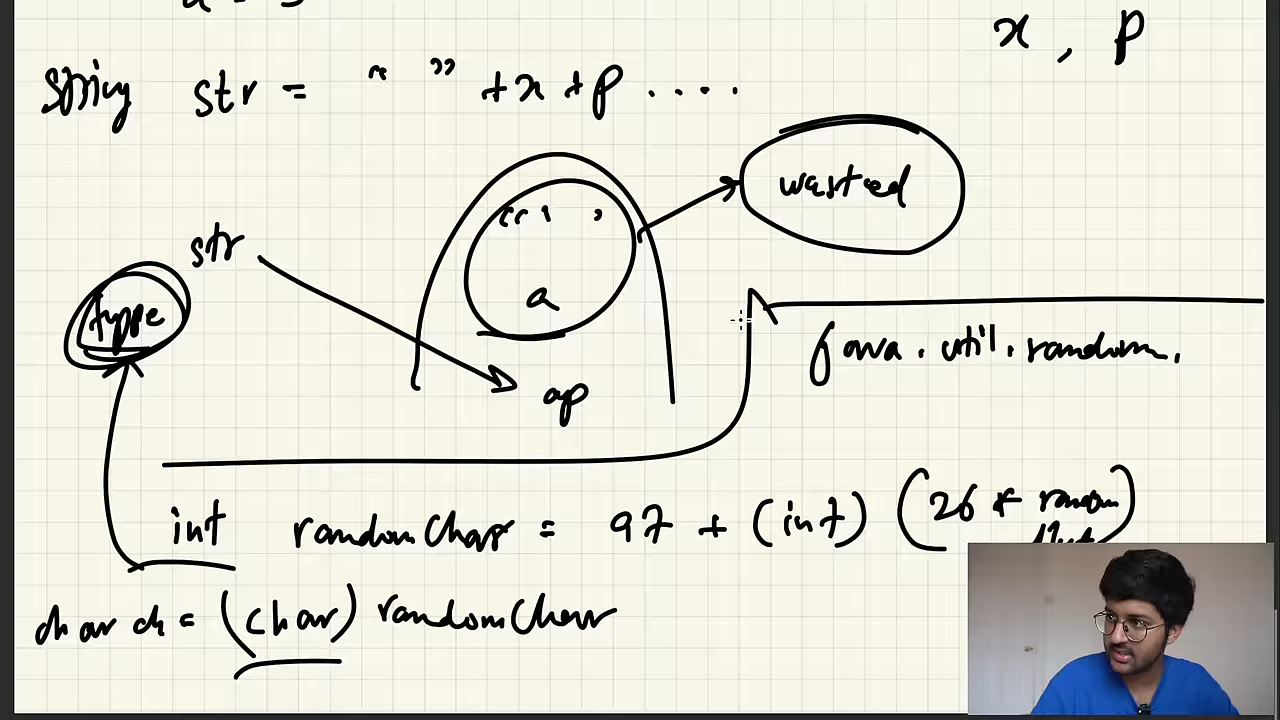 x , p
string str = " " + x + p . . . .
wasted
" ' '
str
a
type
java.util.random.
ap
int randomChar = 97 + (int) (26 * random
char ch = (char) randomChar